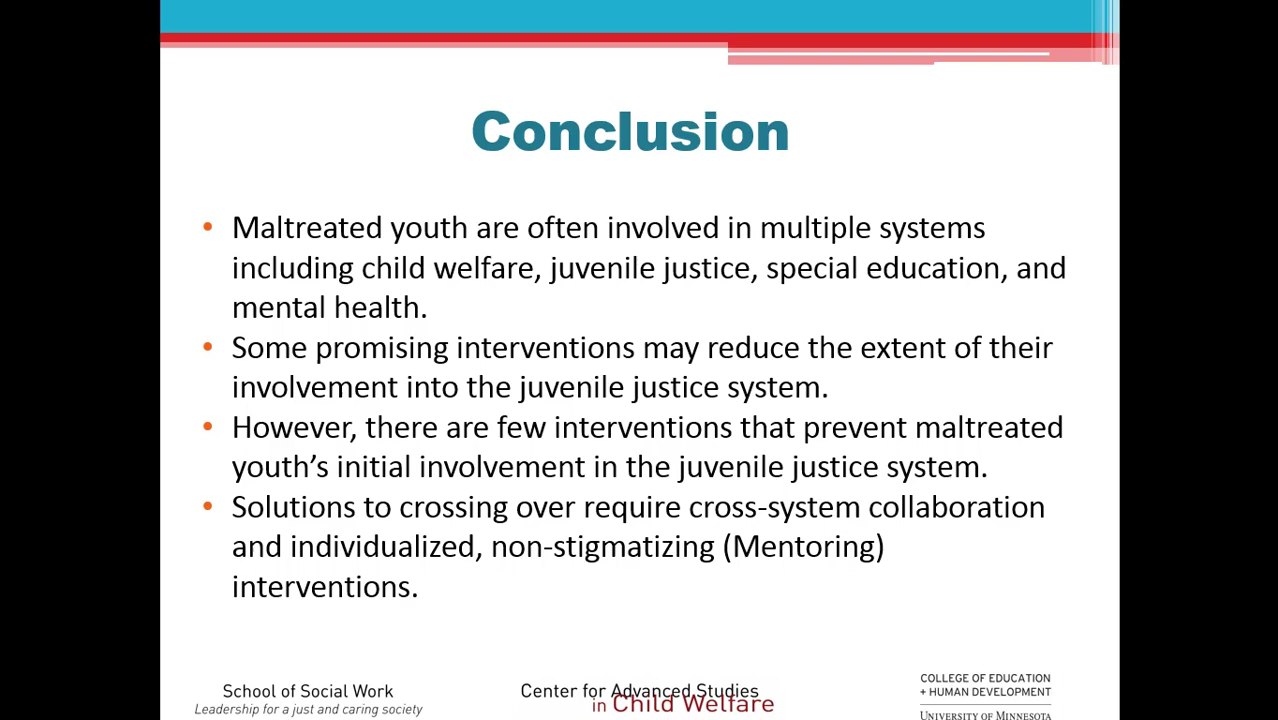 Conclusion
• Maltreated youth are often involved in multiple systems
including child welfare, juvenile justice, special education, and
mental health.
• Some promising interventions may reduce the extent of their
involvement into the juvenile justice system.
• However, there are few interventions that prevent maltreated
youth’s initial involvement in the juvenile justice system.
• Solutions to crossing over require cross-system collaboration
and individualized, non-stigmatizing (Mentoring)
interventions.
School of Social Work
Leadership for a just and caring society
Center for Advanced Studies
in Child Welfare
COLLEGE OF EDUCATION
+ HUMAN DEVELOPMENT
UNIVERSITY OF MINNESOTA